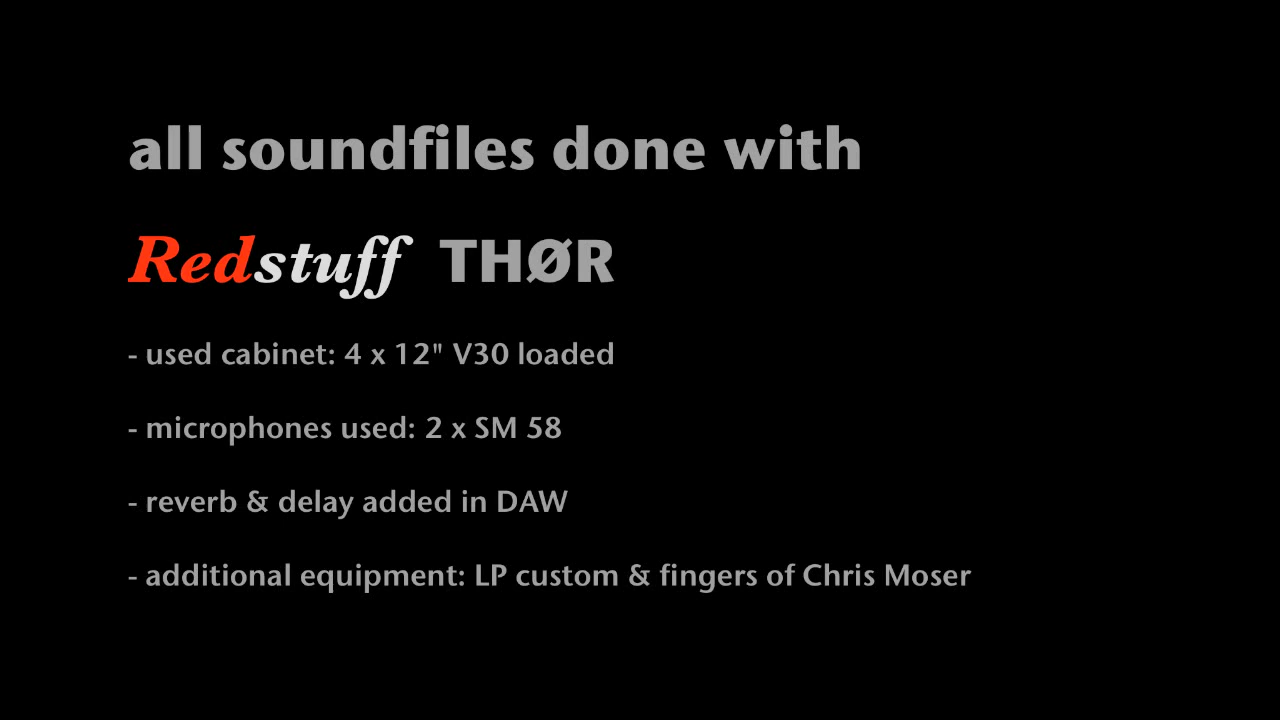 all soundfiles done with
Redstuff THØR
- used cabinet: 4 x 12" V30 loaded
- microphones used: 2 x SM 58
- reverb & delay added in DAW
- additional equipment: LP custom & fingers of Chris Moser